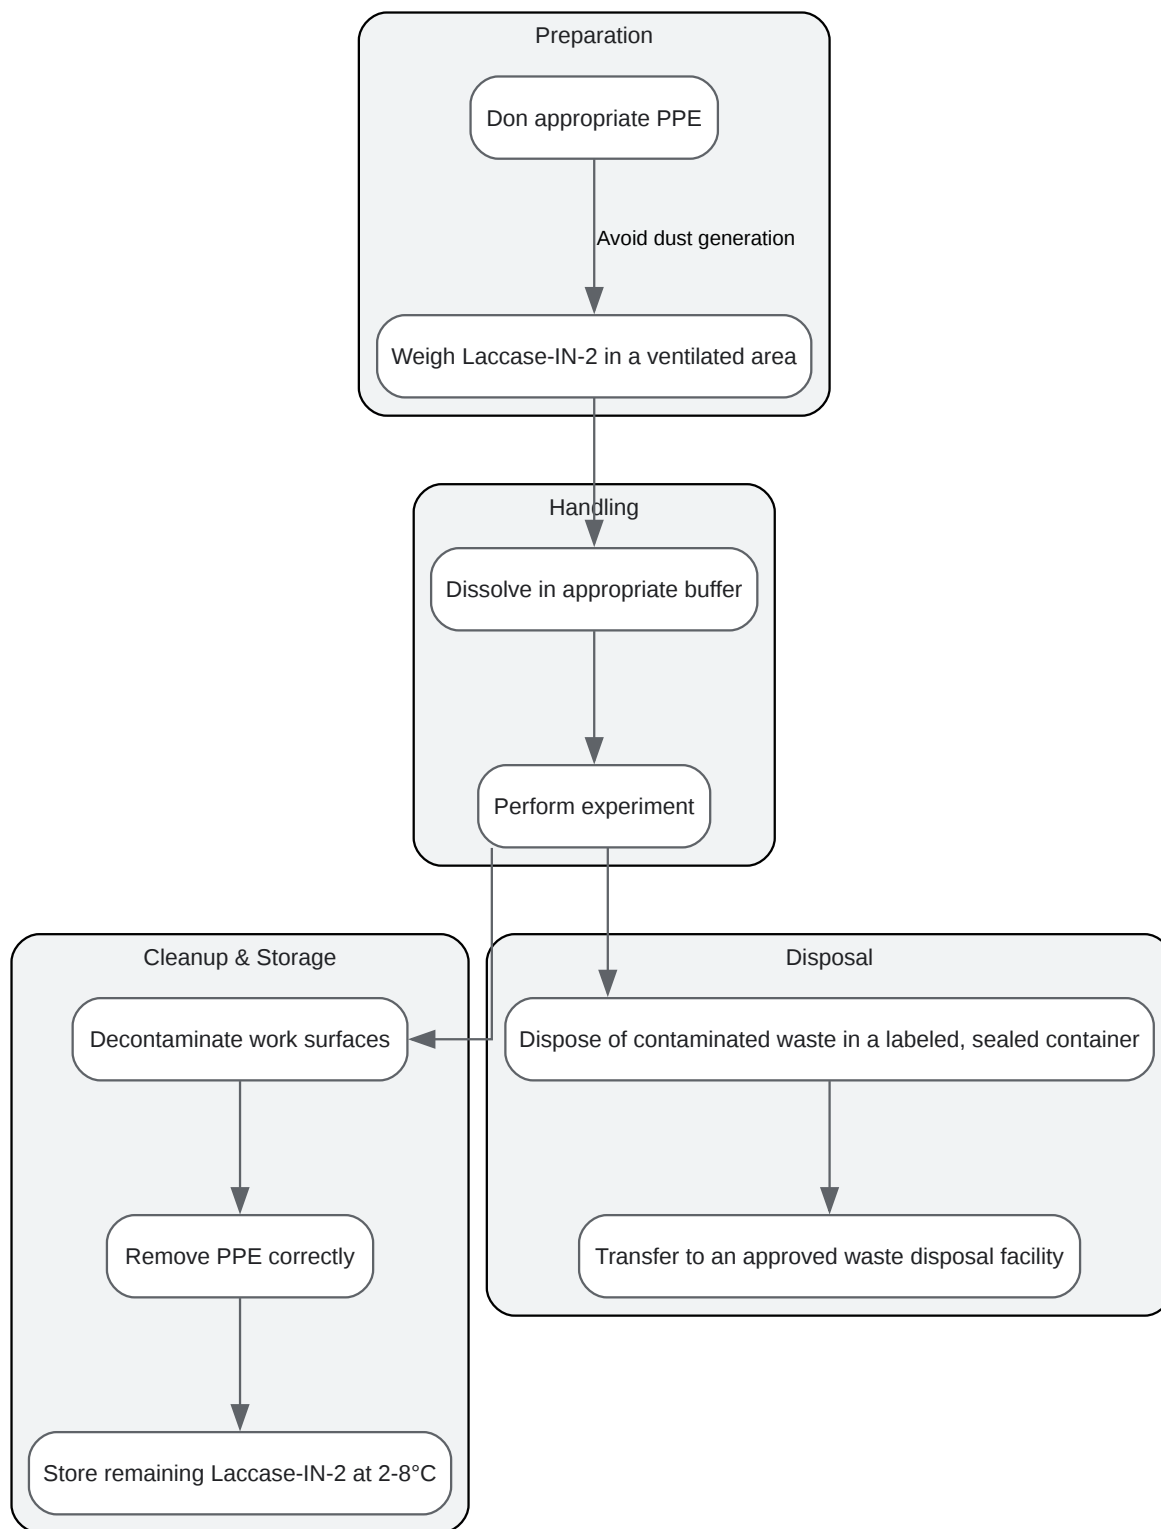 Preparation
Don appropriate PPE
Avoid dust generation
Weigh Laccase-IN-2 in a ventilated area
Handling
Dissolve in appropriate buffer
Perform experiment
Cleanup & Storage
Decontaminate work surfaces
Remove PPE correctly
Store remaining Laccase-IN-2 at 2-8°C
Disposal
Dispose of contaminated waste in a labeled, sealed container
Transfer to an approved waste disposal facility